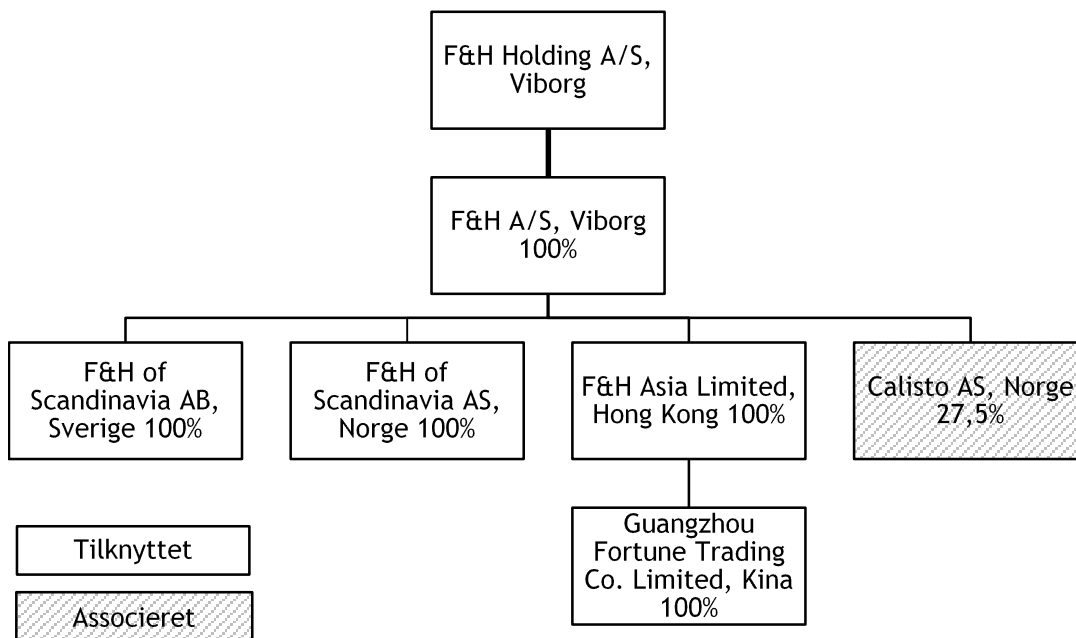 F&H Holding A/S,
Viborg
F&H A/S, Viborg
100%
F&H of
Scandinavia AB,
Sverige 100%
F&H of
Scandinavia AS,
Norge 100%
F&H Asia Limited,
Hong Kong 100%
Calisto AS, Norge
27,5%
Guangzhou
Fortune Trading
Co. Limited, Kina
100%
Tilknyttet
Associeret